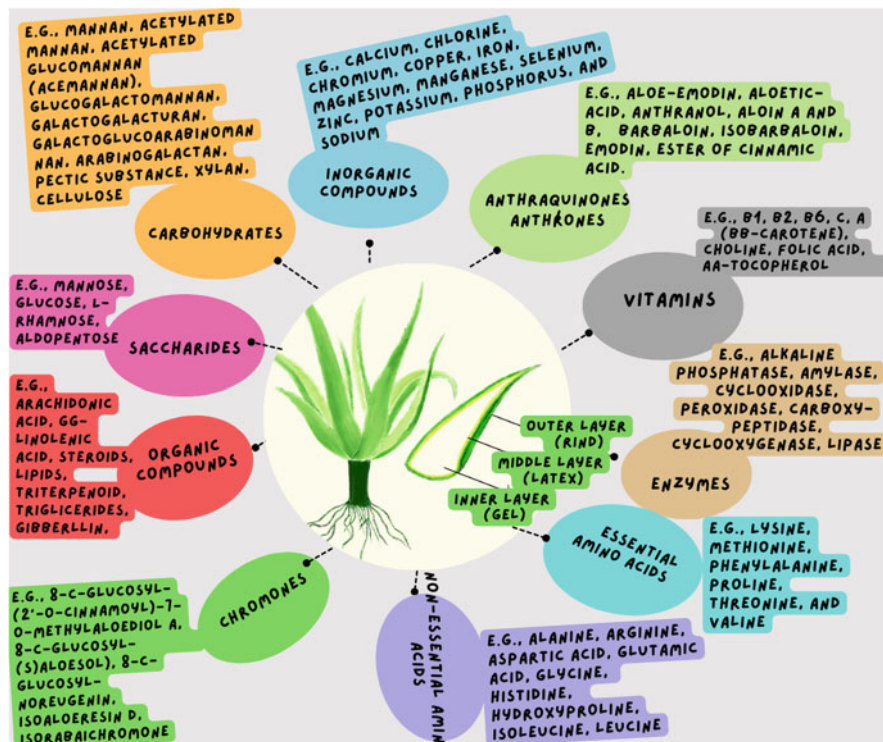 E.G., MANNAN, ACETYLATED
MANNAN, ACETYLATED
GLUCOMANNAN
(ACEMANNAN),
GLUCOGALACTOMANNAN,
GALACTOGALACTURAN,
GALACTOGLUCOARABINOMAN
NAN, ARABINOGALACTAN,
PECTIC SUBSTANCE, XYLAN,
CELLULOSE
CARBOHYDRATES
E.G., CALCIUM, CHLORINE,
CHROMIUM, COPPER, IRON,
MAGNESIUM, MANGANESE, SELENIUM,
ZINC, POTASSIUM, PHOSPHORUS, AND
SODIUM
INORGANIC
COMPOUNDS
E.G., ALOE-EMODIN, ALOETIC-
ACID, ANTHRANOL, ALOIN A AND
B, BARBALOIN, ISOBARBALOIN,
EMODIN, ESTER OF CINNAMIC
ACID.
ANTHRAQUINONES
ANTHRONES
E.G., B1, B2, B6, C, A
(BB-CAROTENE),
CHOLINE, FOLIC ACID,
AA-TOCOPHEROL
VITAMINS
E.G., MANNOSE,
GLUCOSE, L-
RHAMNOSE,
ALDOPENTOSE
SACCHARIDES
E.G., ALKALINE
PHOSPHATASE, AMYLASE,
CYCLOOXIDASE,
PEROXIDASE, CARBOXY-
PEPTIDASE,
CYCLOOXYGENASE, LIPASE
ENZYMES
E.G.,
ARACHIDONIC
ACID, GG-
LINOLENIC
ACID, STEROIDS,
LIPIDS,
TRITERPENOID,
TRIGLICERIDES,
GIBBERLLIN,
ORGANIC
COMPOUNDS
OUTER LAYER
(RIND)
MIDDLE LAYER
(LATEX)
INNER LAYER
(GEL)
ESSENTIAL
AMINO ACIDS
E.G., LYSINE,
METHIONINE,
PHENYLALANINE,
PROLINE,
THREONINE, AND
VALINE
E.G., 8-C-GLUCOSYL-
(2'-O-CINNAMOYL)-7-
O-METHYLALOEDIOL A,
8-C-GLUCOSYL-
(S)ALOESOL), 8-C-
GLUCOSYL-
NOREUGENIN,
ISOALOERESIN D,
ISORABAICHROMONE
CHROMONES
NON-ESSENTIAL AMIN
ACIDS
E.G., ALANINE, ARGININE,
ASPARTIC ACID, GLUTAMIC
ACID, GLYCINE,
HISTIDINE,
HYDROXYPROLINE,
ISOLEUCINE, LEUCINE